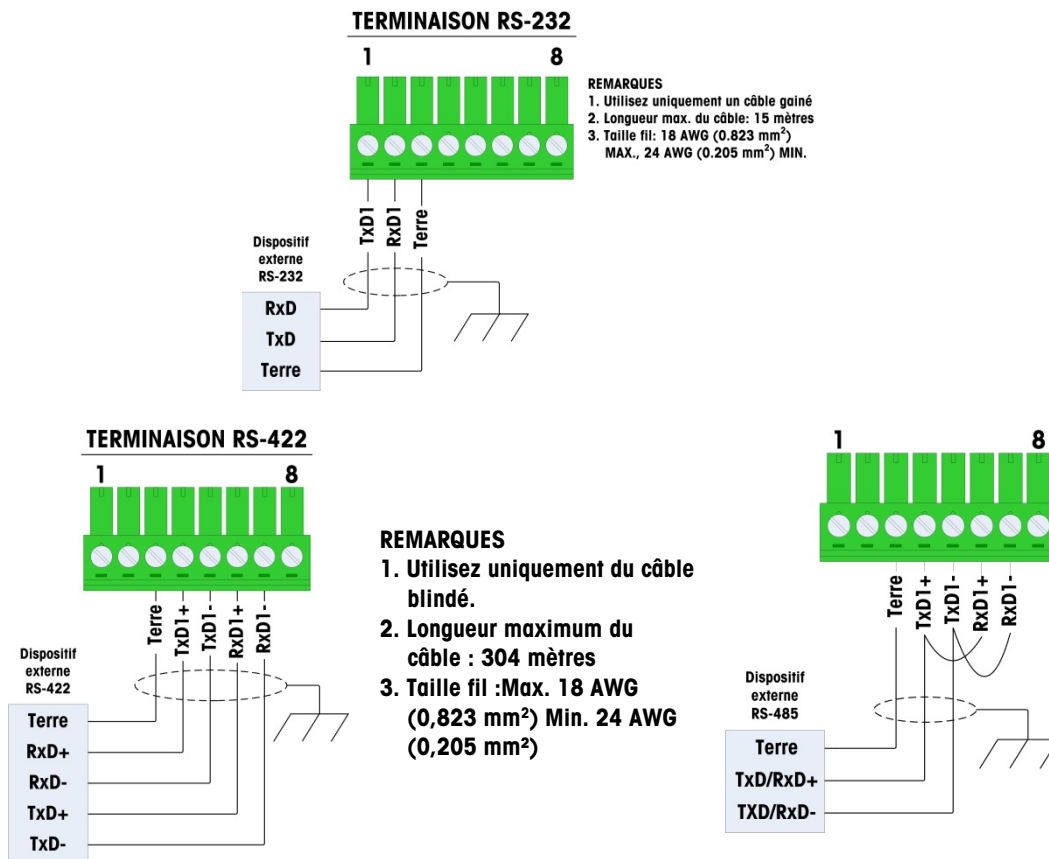 TERMINAISON RS-232
1 8
REMARQUES
1. Utilisez uniquement un câble gainé
2. Longueur max. du câble: 15 mètres
3. Taille fil: 18 AWG (0.823 mm²)
MAX., 24 AWG (0.205 mm²) MIN.
TxD1
RxD1
Terre
Dispositif
externe
RS-232
RxD
TxD
Terre
TERMINAISON RS-422
1 8
Terre
TxD1+
TxD1-
RxD1+
RxD1-
Dispositif
externe
RS-422
Terre
RxD+
RxD-
TxD+
TxD-
REMARQUES
1. Utilisez uniquement du câble
blindé.
2. Longueur maximum du
câble : 304 mètres
3. Taille fil :Max. 18 AWG
(0,823 mm²) Min. 24 AWG
(0,205 mm²)
1 8
Terre
TxD1+
TxD1-
RxD1+
RxD1-
Dispositif
externe
RS-485
Terre
TxD/RxD+
TXD/RxD-